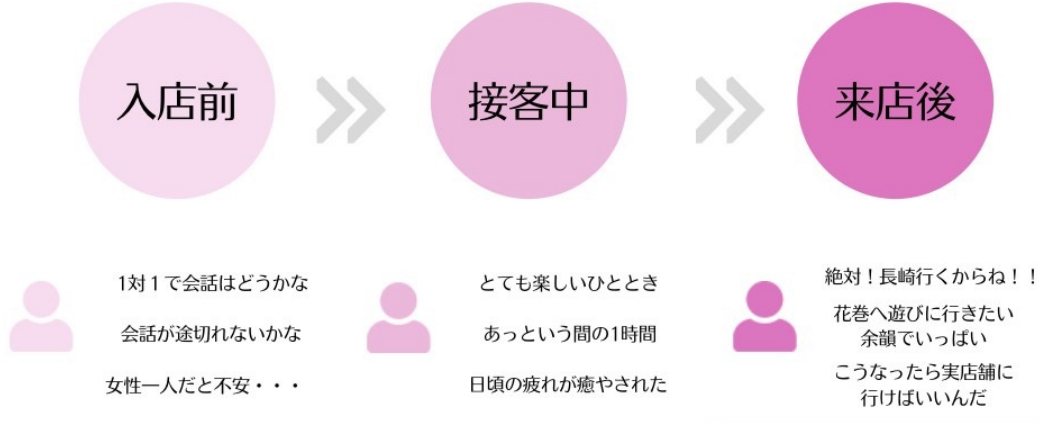 入店前
接客中
来店後
1対１で会話はどうかな
会話が途切れないかな
女性一人だと不安・・・
とても楽しいひととき
あっという間の1時間
日頃の疲れが癒やされた
絶対！長崎行くからね！！
花巻へ遊びに行きたい
余韻でいっぱい
こうなったら実店舗に
行けばいいんだ